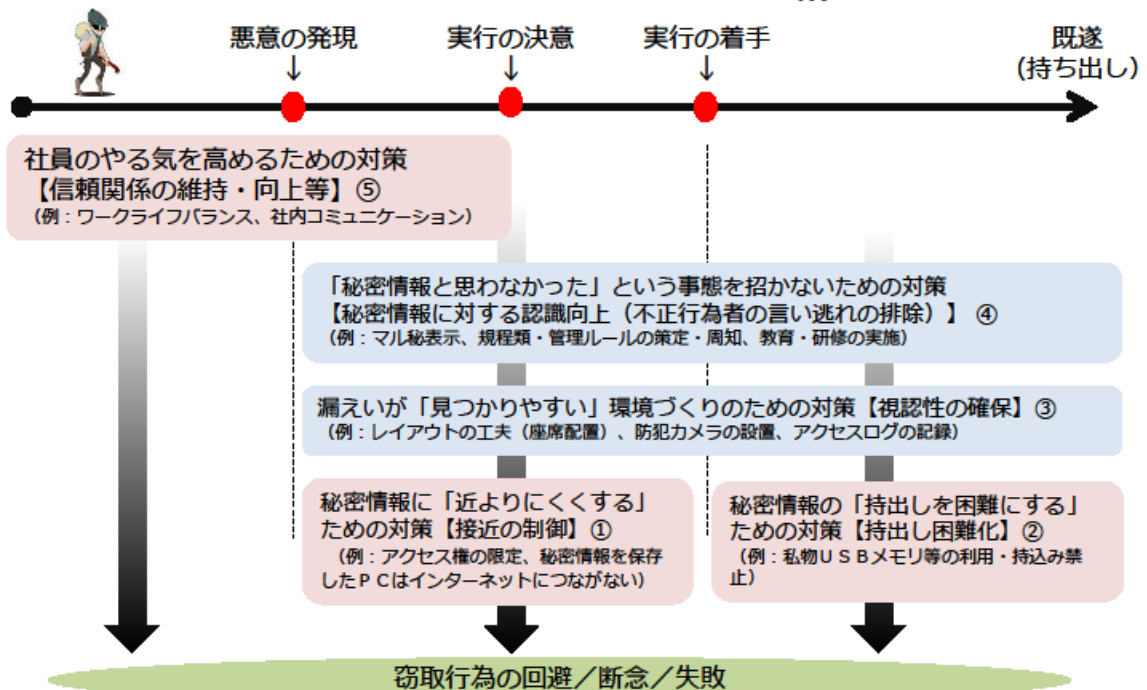 悪意の発現
↓
実行の決意
↓
実行の着手
↓
既遂
(持ち出し)
社員のやる気を高めるための対策
【信頼関係の維持・向上等】⑤
(例：ワークライフバランス、社内コミュニケーション)
「秘密情報と思わなかった」という事態を招かないための対策
【秘密情報に対する認識向上（不正行為者の言い逃れの排除）】 ④
(例：マル秘表示、規程類・管理ルールの策定・周知、教育・研修の実施)
漏えいが「見つかりやすい」環境づくりのための対策【視認性の確保】③
(例：レイアウトの工夫（座席配置）、防犯カメラの設置、アクセスログの記録)
秘密情報に「近よりにくくする」
ための対策【接近の制御】①
(例：アクセス権の限定、秘密情報を保存
したＰＣはインターネットにつながない)
秘密情報の「持出しを困難にする」
ための対策【持出し困難化】②
(例：私物ＵＳＢメモリ等の利用・持込み禁
止)
窃取行為の回避／断念／失敗